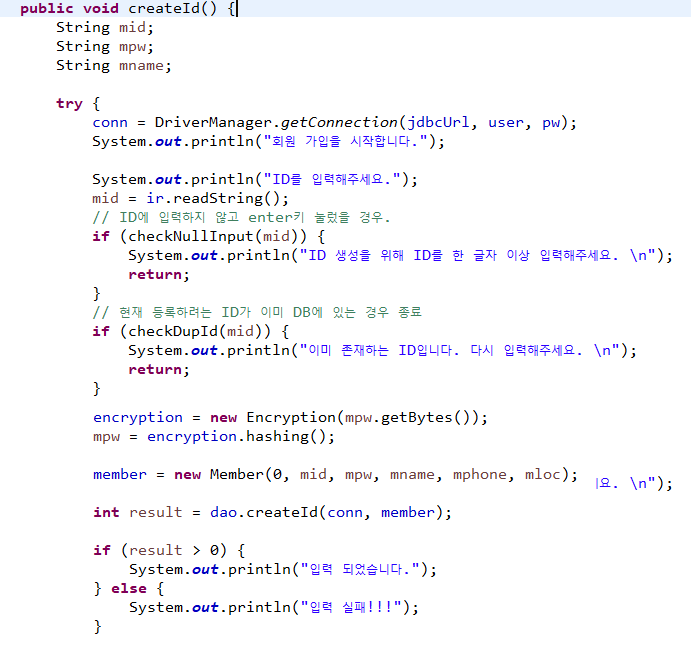 public void createId() {
String mid;
String mpw;
String mname;
try {
conn = DriverManager.getConnection(jdbcUrl, user, pw);
System.out.println("회원 가입을 시작합니다.");
System.out.println("ID를 입력해주세요.");
mid = ir.readString();
// ID에 입력하지 않고 enter키 눌렀을 경우.
if (checkNullInput(mid)) {
System.out.println("ID 생성을 위해 ID를 한 글자 이상 입력해주세요. \n");
return;
}
// 현재 등록하려는 ID가 이미 DB에 있는 경우 종료
if (checkDupId(mid)) {
System.out.println("이미 존재하는 ID입니다. 다시 입력해주세요. \n");
return;
}
encryption = new Encryption(mpw.getBytes());
mpw = encryption.hashing();
member = new Member(0, mid, mpw, mname, mphone, mloc);
요. \n");
int result = dao.createId(conn, member);
if (result > 0) {
System.out.println("입력 되었습니다.");
} else {
System.out.println("입력 실패!!!");
}